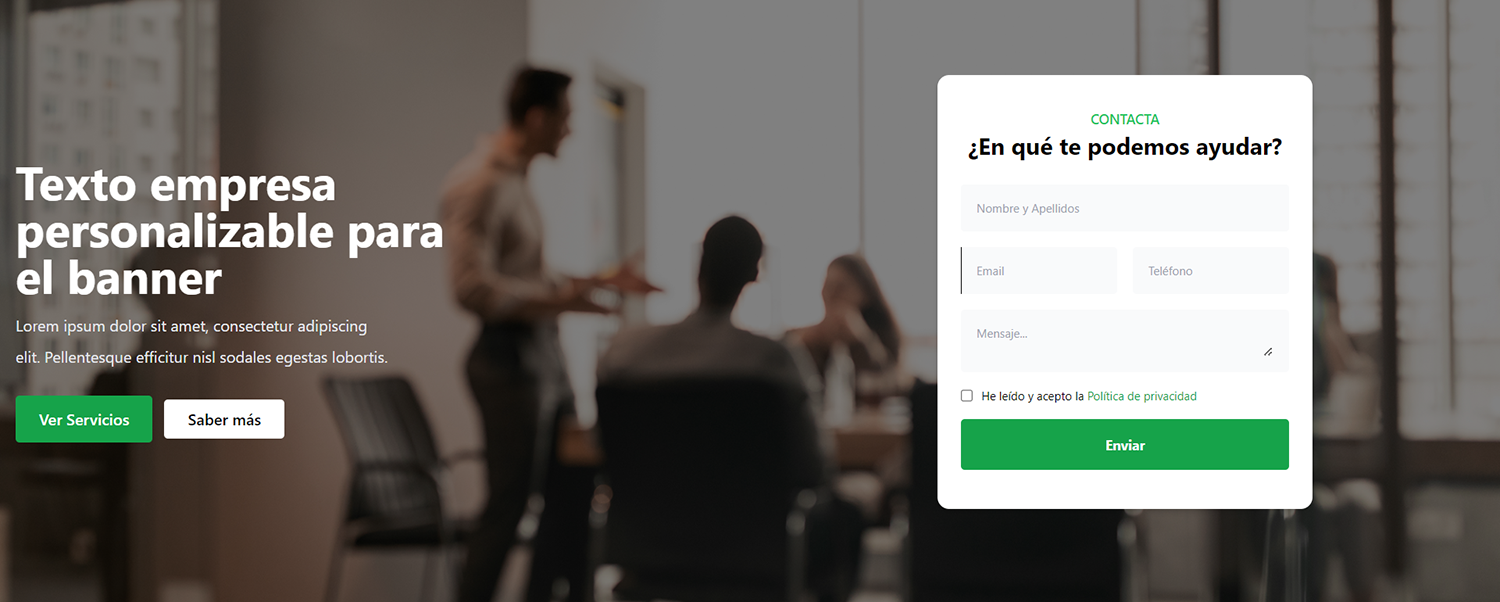 Texto empresa
personalizable para
el banner
Lorem ipsum dolor sit amet, consectetur adipiscing
elit. Pellentesque efficitur nisl sodales egestas lobortis.
Ver Servicios
Saber más
CONTACTA
¿En qué te podemos ayudar?
Nombre y Apellidos
Email
Teléfono
Mensaje...
He leído y acepto la Política de privacidad
Enviar